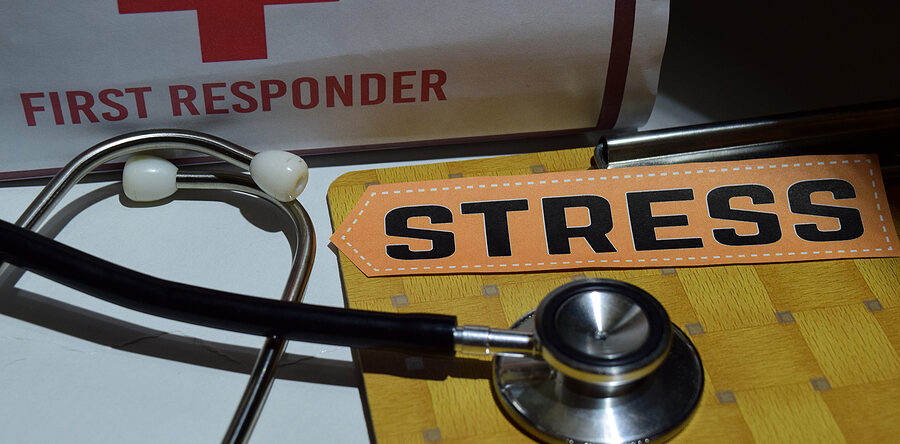 FIRST RESPONDER
STRESS